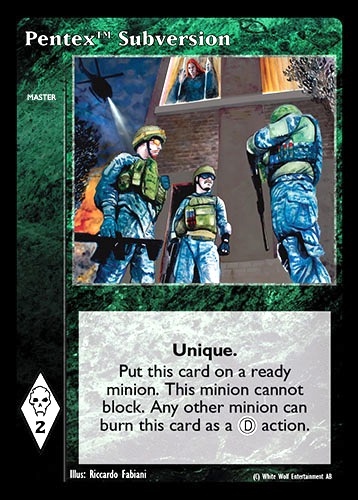 Pentex™ Subversion
MASTER
Unique.
Put this card on a ready
minion. This minion cannot
block. Any other minion can
burn this card as a Ⓓ action.
2
Illus: Riccardo Fabiani
(C) White Wolf Entertainment AB